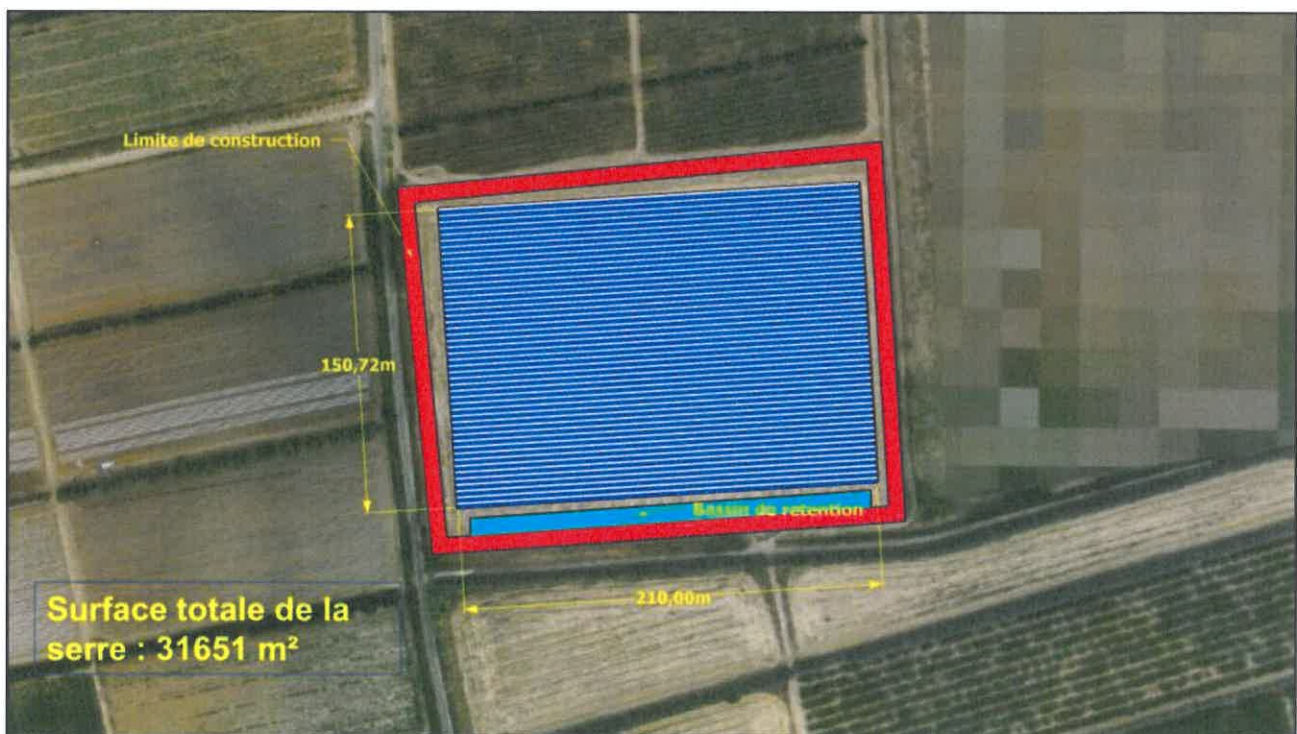 Limite de construction
150,72m
Bassin de rétention
210,00m
Surface totale de la
serre : 31651 m²